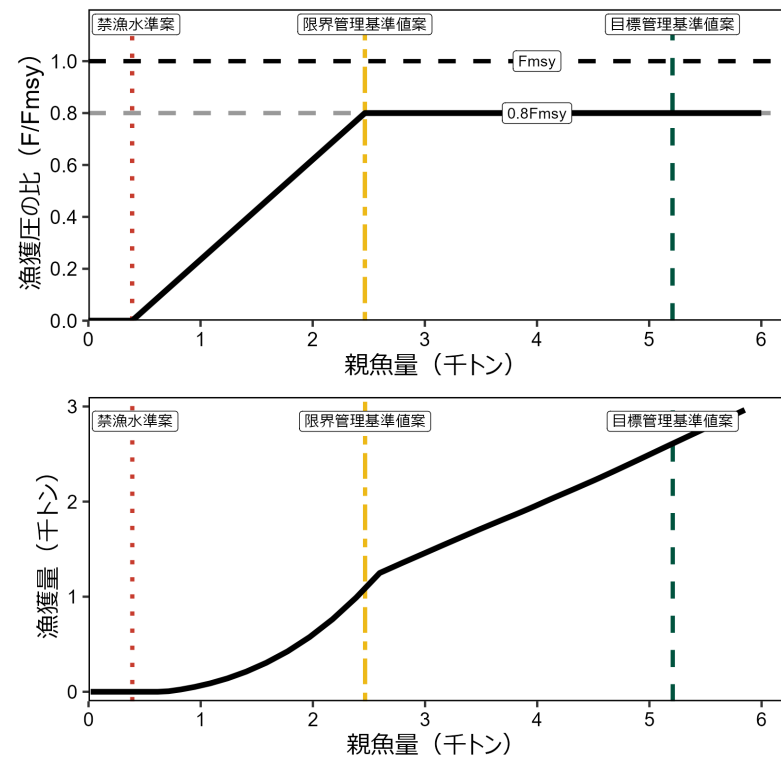 禁漁水準案 限界管理基準値案 目標管理基準値案
Fmsy
0.8Fmsy
漁獲圧の比（F/Fmsy）
1.0
0.8
0.6
0.4
0.2
0.0
0 1 2 3 4 5 6
親魚量（千トン）
禁漁水準案 限界管理基準値案 目標管理基準値案
漁獲量（千トン）
3
2
1
0
0 1 2 3 4 5 6
親魚量（千トン）